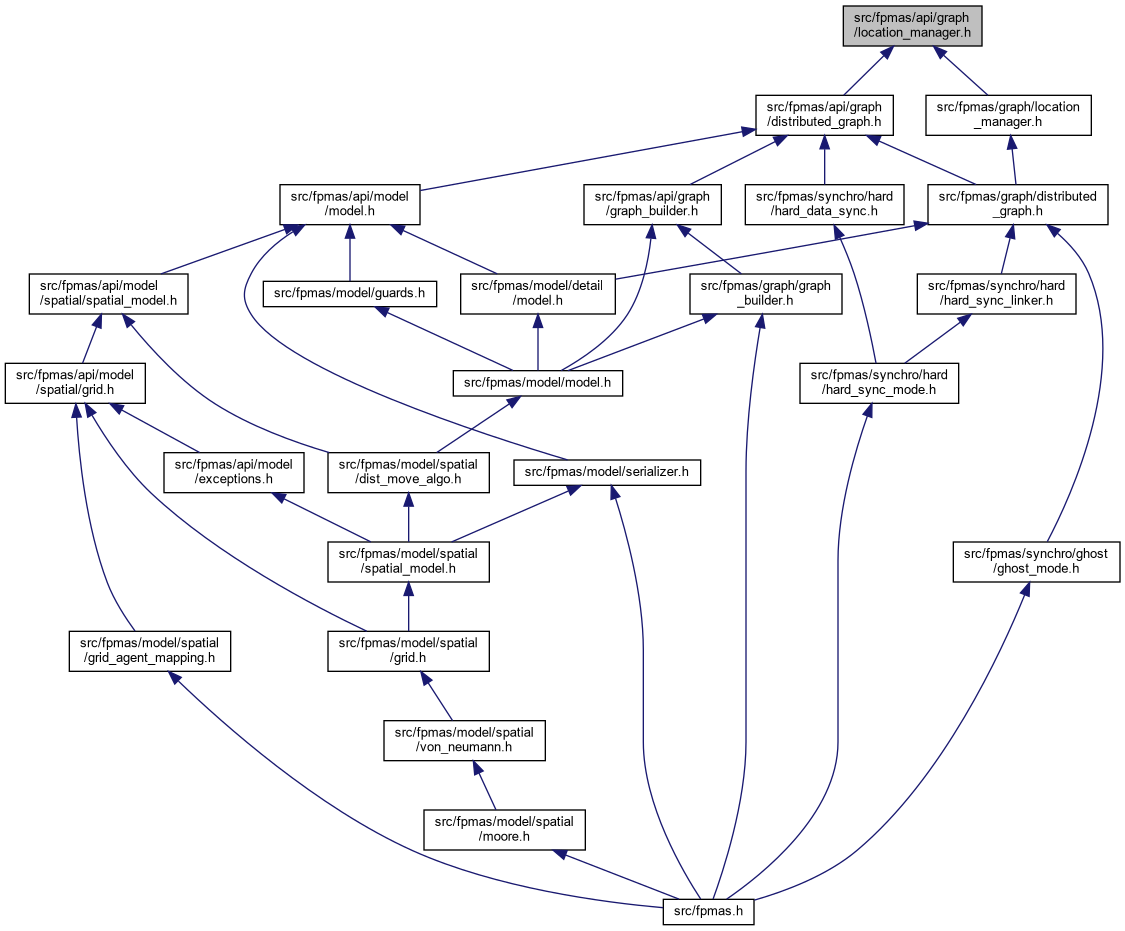 src/fpmas/api/graph
/location_manager.h
src/fpmas/api/graph
/distributed_graph.h
src/fpmas/graph/location
_manager.h
src/fpmas/api/model
/model.h
src/fpmas/api/graph
/graph_builder.h
src/fpmas/synchro/hard
/hard_data_sync.h
src/fpmas/graph/distributed
_graph.h
src/fpmas/api/model
/spatial/spatial_model.h
src/fpmas/model/guards.h
src/fpmas/model/detail
/model.h
src/fpmas/graph/graph
_builder.h
src/fpmas/synchro/hard
/hard_sync_linker.h
src/fpmas/api/model
/spatial/grid.h
src/fpmas/model/model.h
src/fpmas/synchro/hard
/hard_sync_mode.h
src/fpmas/api/model
/exceptions.h
src/fpmas/model/spatial
/dist_move_algo.h
src/fpmas/model/serializer.h
src/fpmas/model/spatial
/spatial_model.h
src/fpmas/synchro/ghost
/ghost_mode.h
src/fpmas/model/spatial
/grid_agent_mapping.h
src/fpmas/model/spatial
/grid.h
src/fpmas/model/spatial
/von_neumann.h
src/fpmas/model/spatial
/moore.h
src/fpmas.h